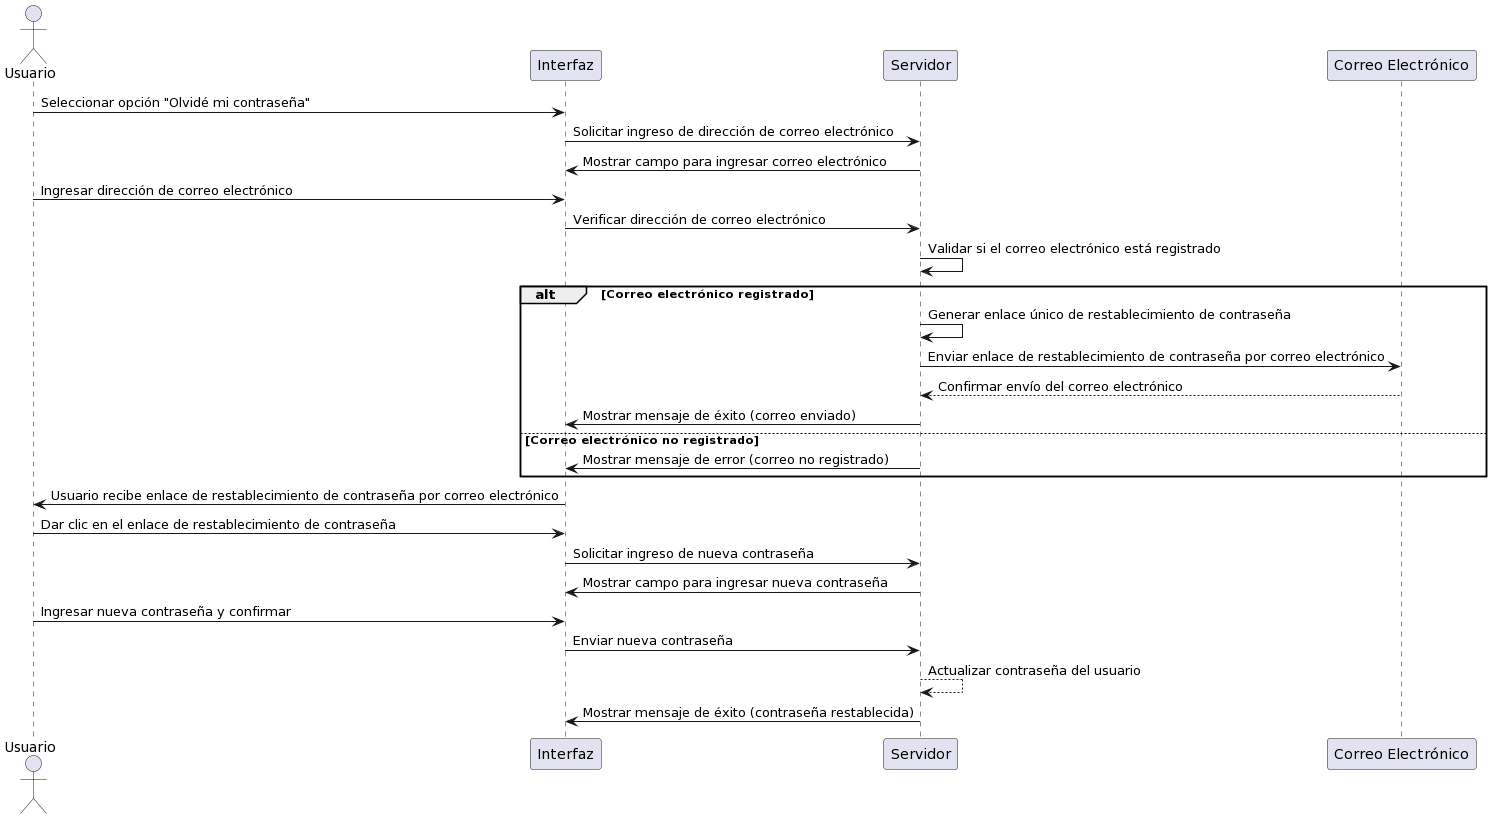 Usuario
Interfaz
Servidor
Correo Electrónico
Seleccionar opción "Olvidé mi contraseña"
Solicitar ingreso de dirección de correo electrónico
Mostrar campo para ingresar correo electrónico
Ingresar dirección de correo electrónico
Verificar dirección de correo electrónico
Validar si el correo electrónico está registrado
alt [Correo electrónico registrado]
Generar enlace único de restablecimiento de contraseña
Enviar enlace de restablecimiento de contraseña por correo electrónico
Confirmar envío del correo electrónico
Mostrar mensaje de éxito (correo enviado)
[Correo electrónico no registrado]
Mostrar mensaje de error (correo no registrado)
Usuario recibe enlace de restablecimiento de contraseña por correo electrónico
Dar clic en el enlace de restablecimiento de contraseña
Solicitar ingreso de nueva contraseña
Mostrar campo para ingresar nueva contraseña
Ingresar nueva contraseña y confirmar
Enviar nueva contraseña
Actualizar contraseña del usuario
Mostrar mensaje de éxito (contraseña restablecida)
Usuario
Interfaz
Servidor
Correo Electrónico